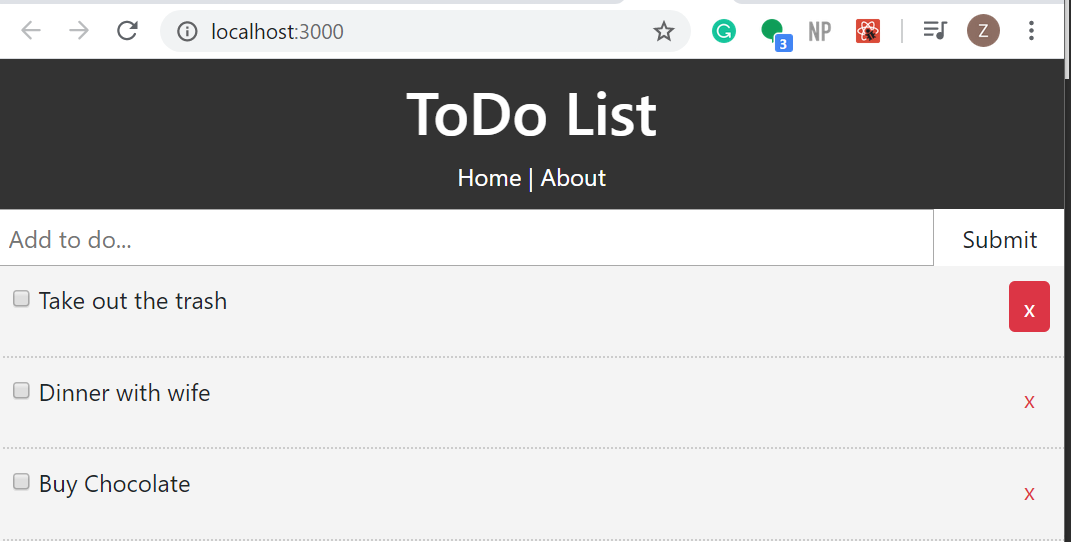 localhost:3000
3
NP
Z
ToDo List
Home | About
Add to do...
Submit
Take out the trash
x
Dinner with wife
x
Buy Chocolate
x